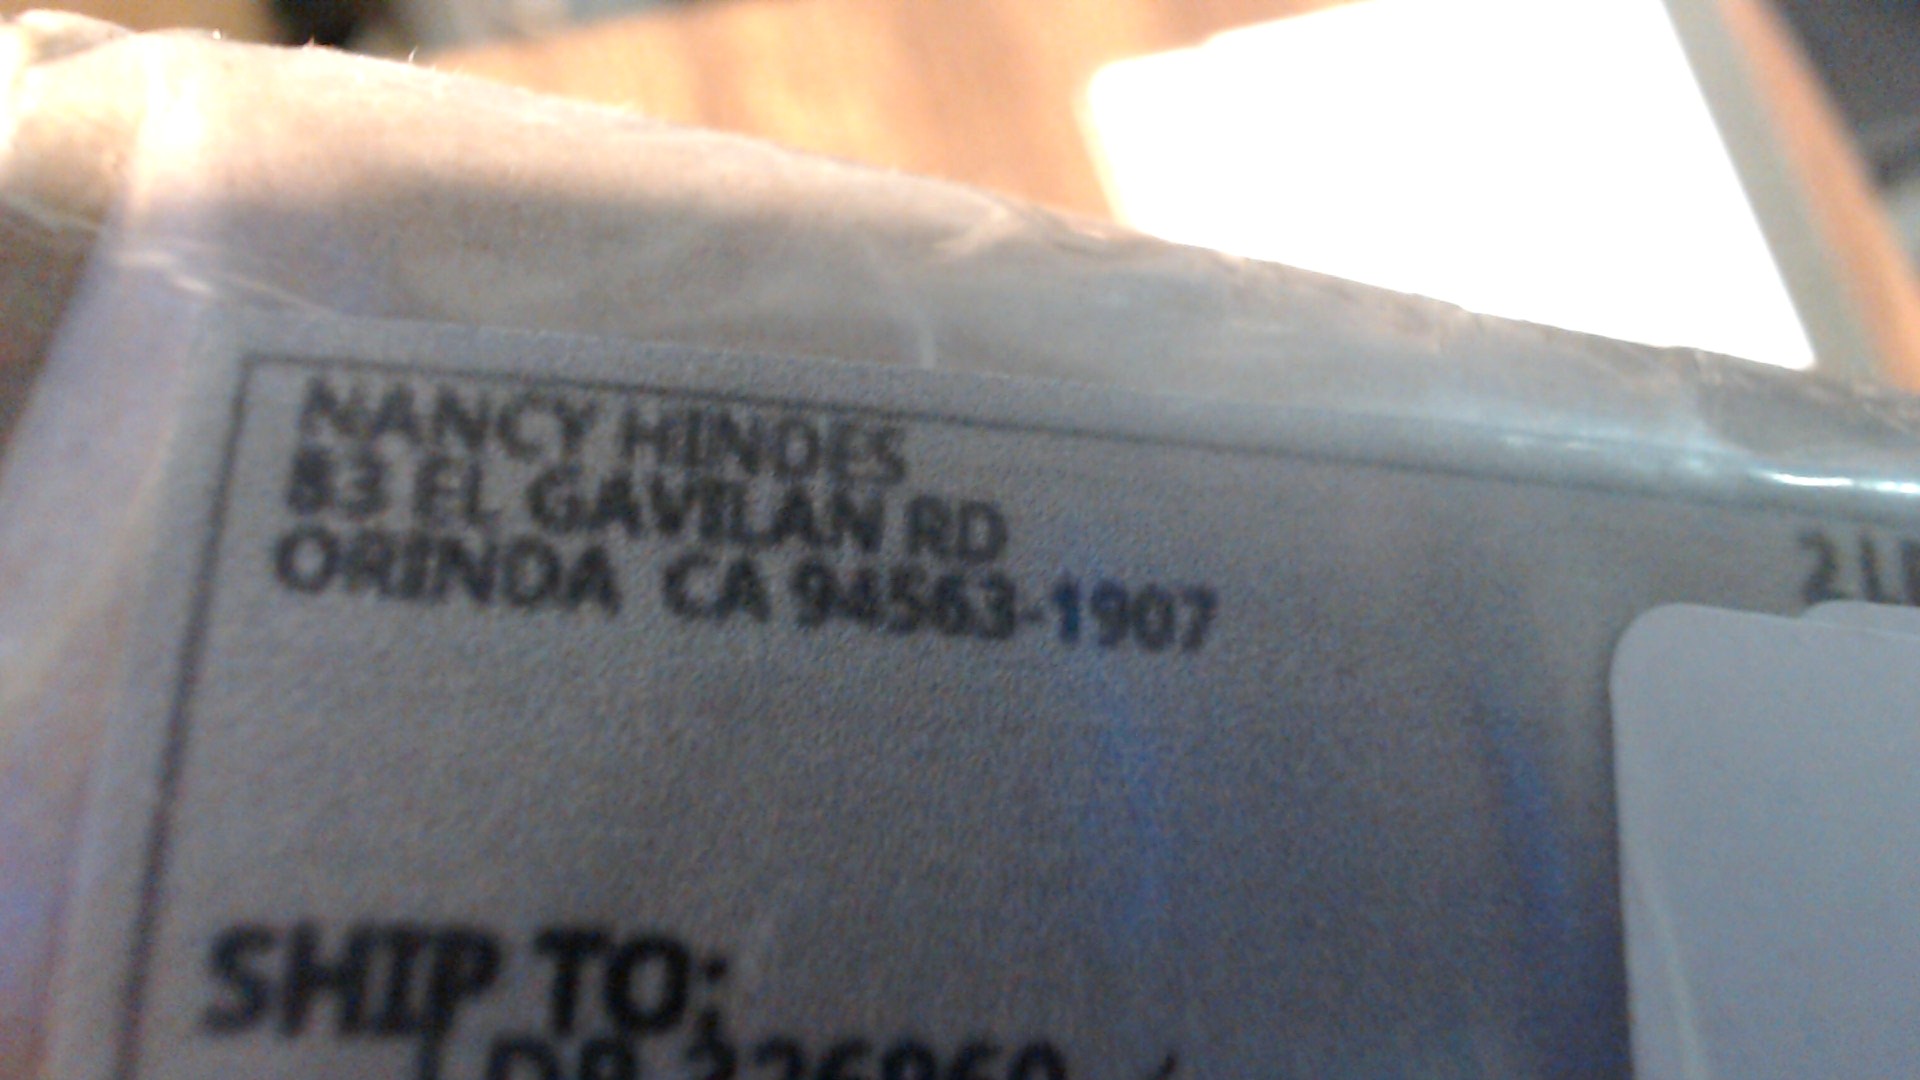 NANCY HINDES
83 EL GAVILAN RD
ORINDA CA 94563-1907
SHIP TO: